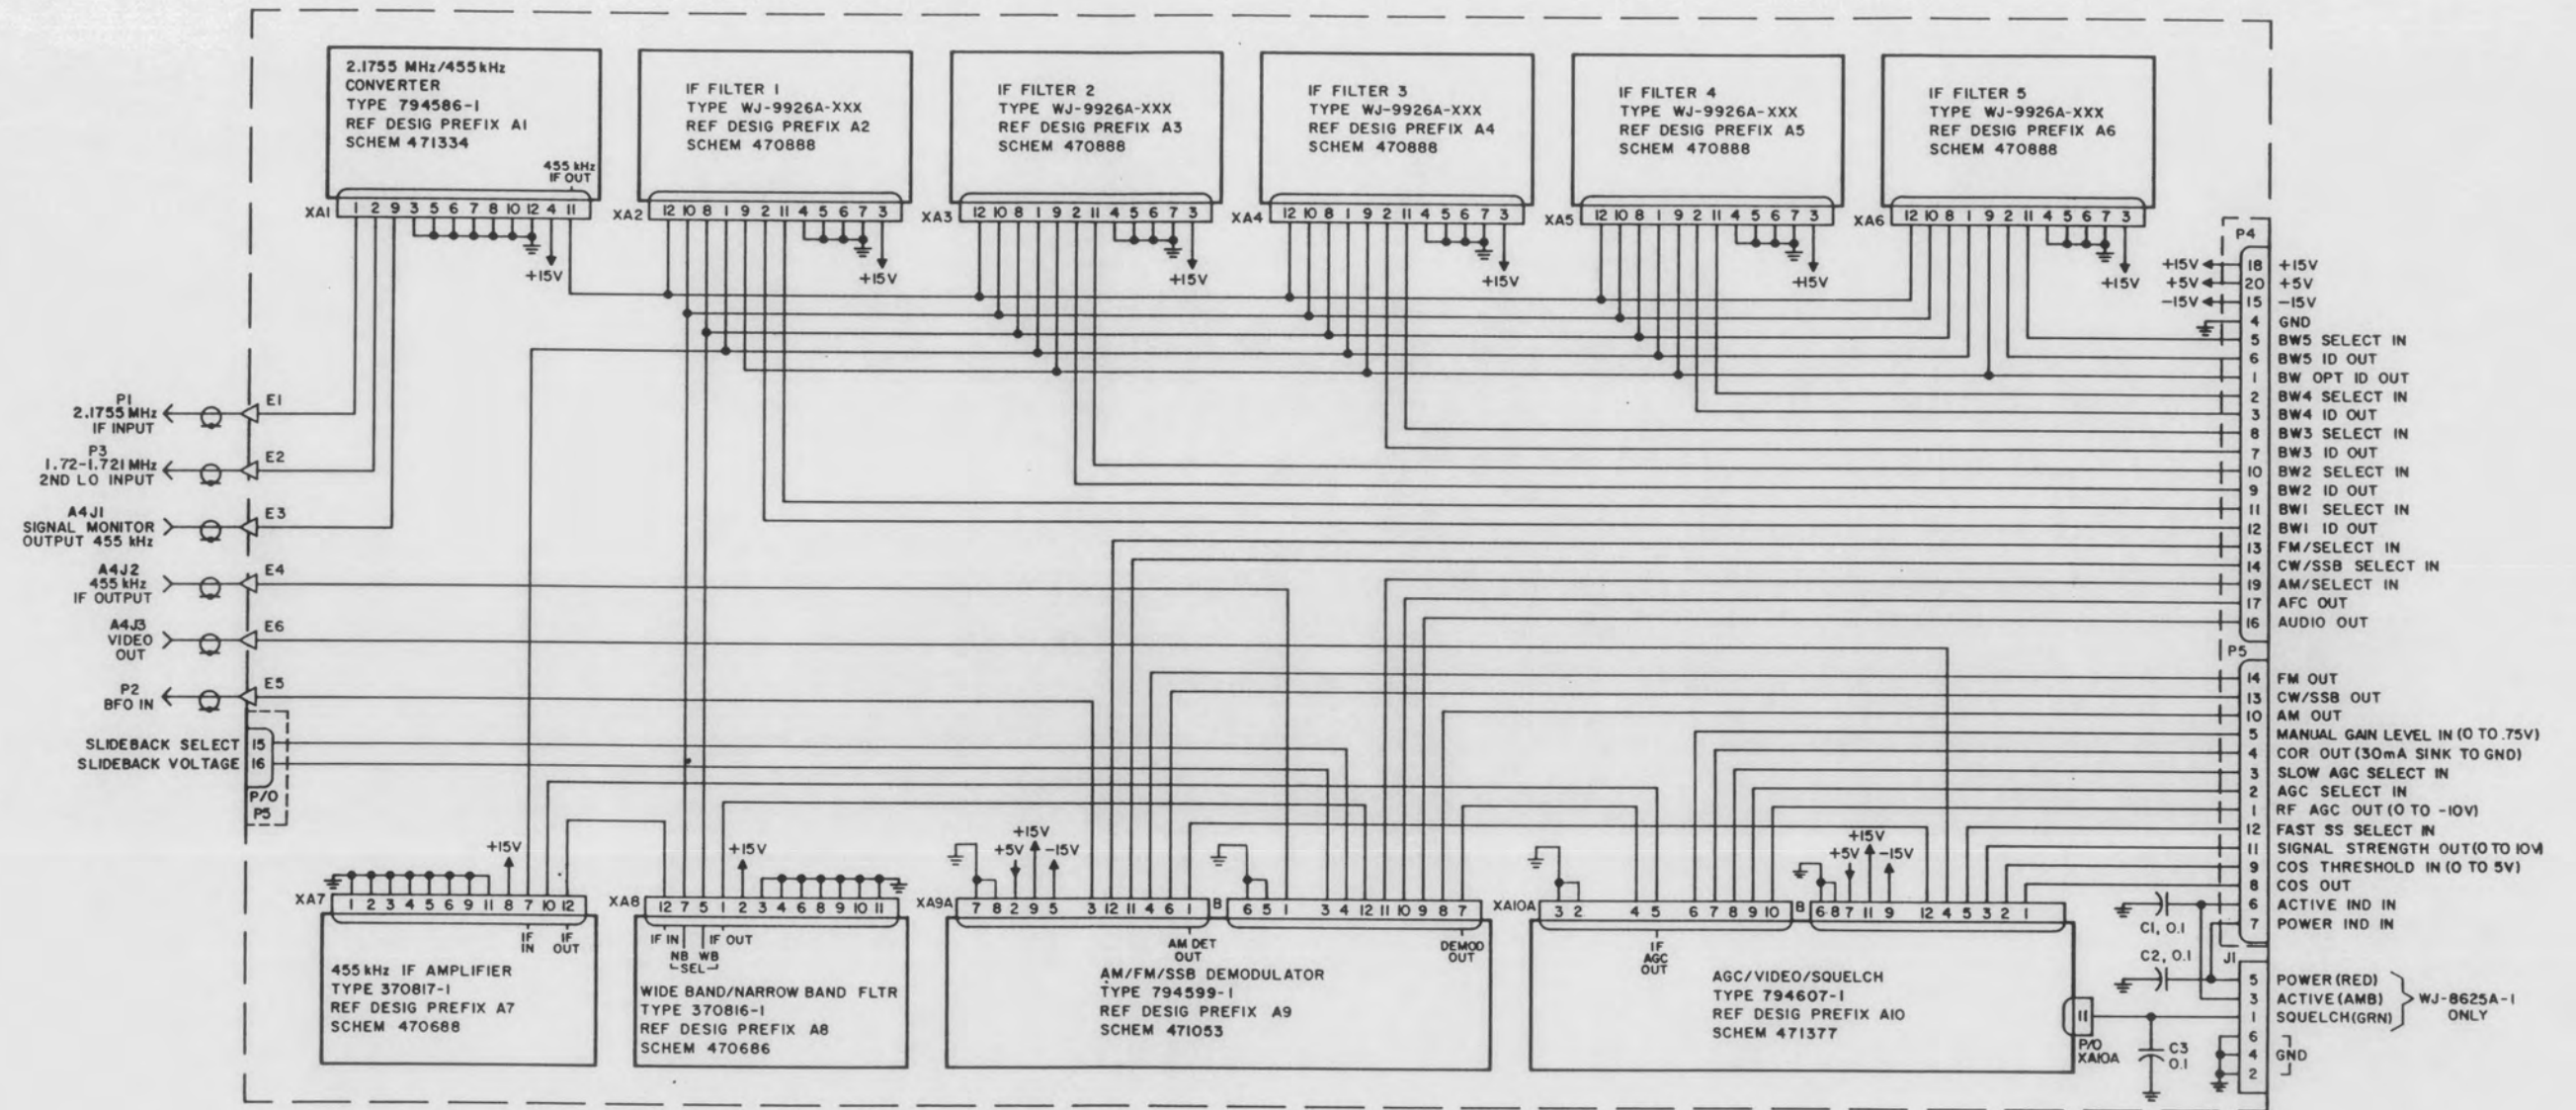 2.1755 MHz/455kHz
CONVERTER
TYPE 794586-1
REF DESIG PREFIX A1
SCHEM 471334
455 kHz
IF OUT
XA1
1 2 9 3 5 6 7 8 10 12 4 11
+15V
IF FILTER 1
TYPE WJ-9926A-XXX
REF DESIG PREFIX A2
SCHEM 470888
XA2
12 10 8 1 9 2 11 4 5 6 7 3
+15V
IF FILTER 2
TYPE WJ-9926A-XXX
REF DESIG PREFIX A3
SCHEM 470888
XA3
12 10 8 1 9 2 11 4 5 6 7 3
+15V
IF FILTER 3
TYPE WJ-9926A-XXX
REF DESIG PREFIX A4
SCHEM 470888
XA4
12 10 8 1 9 2 11 4 5 6 7 3
+15V
IF FILTER 4
TYPE WJ-9926A-XXX
REF DESIG PREFIX A5
SCHEM 470888
XA5
12 10 8 1 9 2 11 4 5 6 7 3
+15V
IF FILTER 5
TYPE WJ-9926A-XXX
REF DESIG PREFIX A6
SCHEM 470888
XA6
12 10 8 1 9 2 11 4 5 6 7 3
+15V
P4
+15V 18 +15V
+5V 20 +5V
-15V 15 -15V
4 GND
5 BW5 SELECT IN
6 BW5 ID OUT
1 BW OPT ID OUT
2 BW4 SELECT IN
3 BW4 ID OUT
8 BW3 SELECT IN
7 BW3 ID OUT
10 BW2 SELECT IN
9 BW2 ID OUT
11 BW1 SELECT IN
12 BW1 ID OUT
13 FM/SELECT IN
14 CW/SSB SELECT IN
19 AM/SELECT IN
17 AFC OUT
16 AUDIO OUT
P1
2.1755 MHz
IF INPUT
E1
P3
1.72-1.721 MHz
2ND LO INPUT
E2
A4J1
SIGNAL MONITOR
OUTPUT 455 kHz
E3
A4J2
455 kHz
IF OUTPUT
E4
A4J3
VIDEO
OUT
E6
P2
BFO IN
E5
SLIDEBACK SELECT 15
SLIDEBACK VOLTAGE 16
P/O
P5
P5
14 FM OUT
13 CW/SSB OUT
10 AM OUT
5 MANUAL GAIN LEVEL IN (0 TO .75V)
4 COR OUT (30mA SINK TO GND)
3 SLOW AGC SELECT IN
2 AGC SELECT IN
1 RF AGC OUT (0 TO -10V)
12 FAST SS SELECT IN
11 SIGNAL STRENGTH OUT (0 TO 10V)
9 COS THRESHOLD IN (0 TO 5V)
8 COS OUT
6 ACTIVE IND IN
7 POWER IND IN
C1, 0.1
C2, 0.1
J1
5 POWER (RED)
3 ACTIVE (AMB)
1 SQUELCH (GRN)
WJ-8625A-1
ONLY
6
4 GND
2
C3
0.1
XA7
1 2 3 4 5 6 9 11 8 7 10 12
+15V
IF
IN
IF
OUT
455 kHz IF AMPLIFIER
TYPE 370817-1
REF DESIG PREFIX A7
SCHEM 470688
XA8
12 7 5 1 2 3 4 6 8 9 10 11
+15V
IF IN
IF OUT
NB WB
SEL
WIDE BAND/NARROW BAND FLTR
TYPE 370816-1
REF DESIG PREFIX A8
SCHEM 470686
+15V
+5V -15V
XA9A
7 8 2 9 5 3 12 11 4 6 1
B
6 5 1 3 4 12 11 10 9 8 7
AM DET
OUT
DEMOD
OUT
AM/FM/SSB DEMODULATOR
TYPE 794599-1
REF DESIG PREFIX A9
SCHEM 471053
XA10A
3 2 4 5 6 7 8 9 10
B
+15V
+5V -15V
6 8 7 11 9 12 4 5 3 2 1
IF
AGC
OUT
AGC/VIDEO/SQUELCH
TYPE 794607-1
REF DESIG PREFIX A10
SCHEM 471377
11
P/O
XA10A